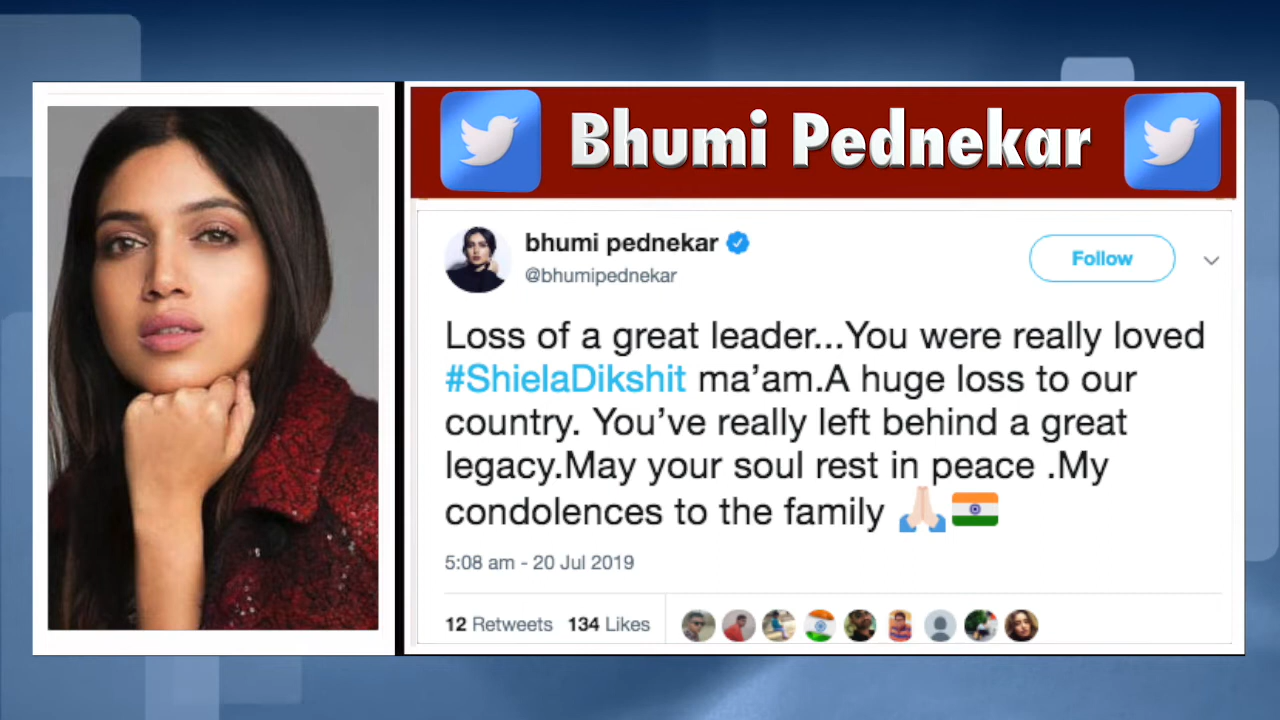 Bhumi Pednekar
bhumi pednekar
@bhumipednekar
Follow
Loss of a great leader...You were really loved
#ShielaDikshit ma’am.A huge loss to our
country. You’ve really left behind a great
legacy.May your soul rest in peace .My
condolences to the family 🙏🏻🇮🇳
5:08 am - 20 Jul 2019
12 Retweets 134 Likes